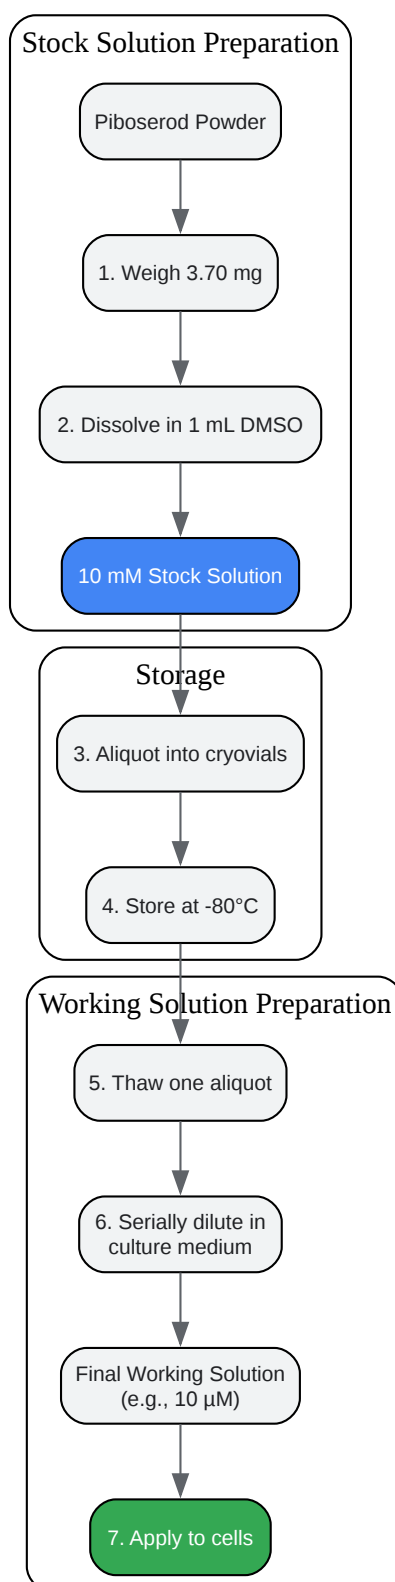 Stock Solution Preparation
Piboserod Powder
1. Weigh 3.70 mg
2. Dissolve in 1 mL DMSO
10 mM Stock Solution
Storage
3. Aliquot into cryovials
4. Store at -80°C
Working Solution Preparation
5. Thaw one aliquot
6. Serially dilute in
culture medium
Final Working Solution
(e.g., 10 µM)
7. Apply to cells